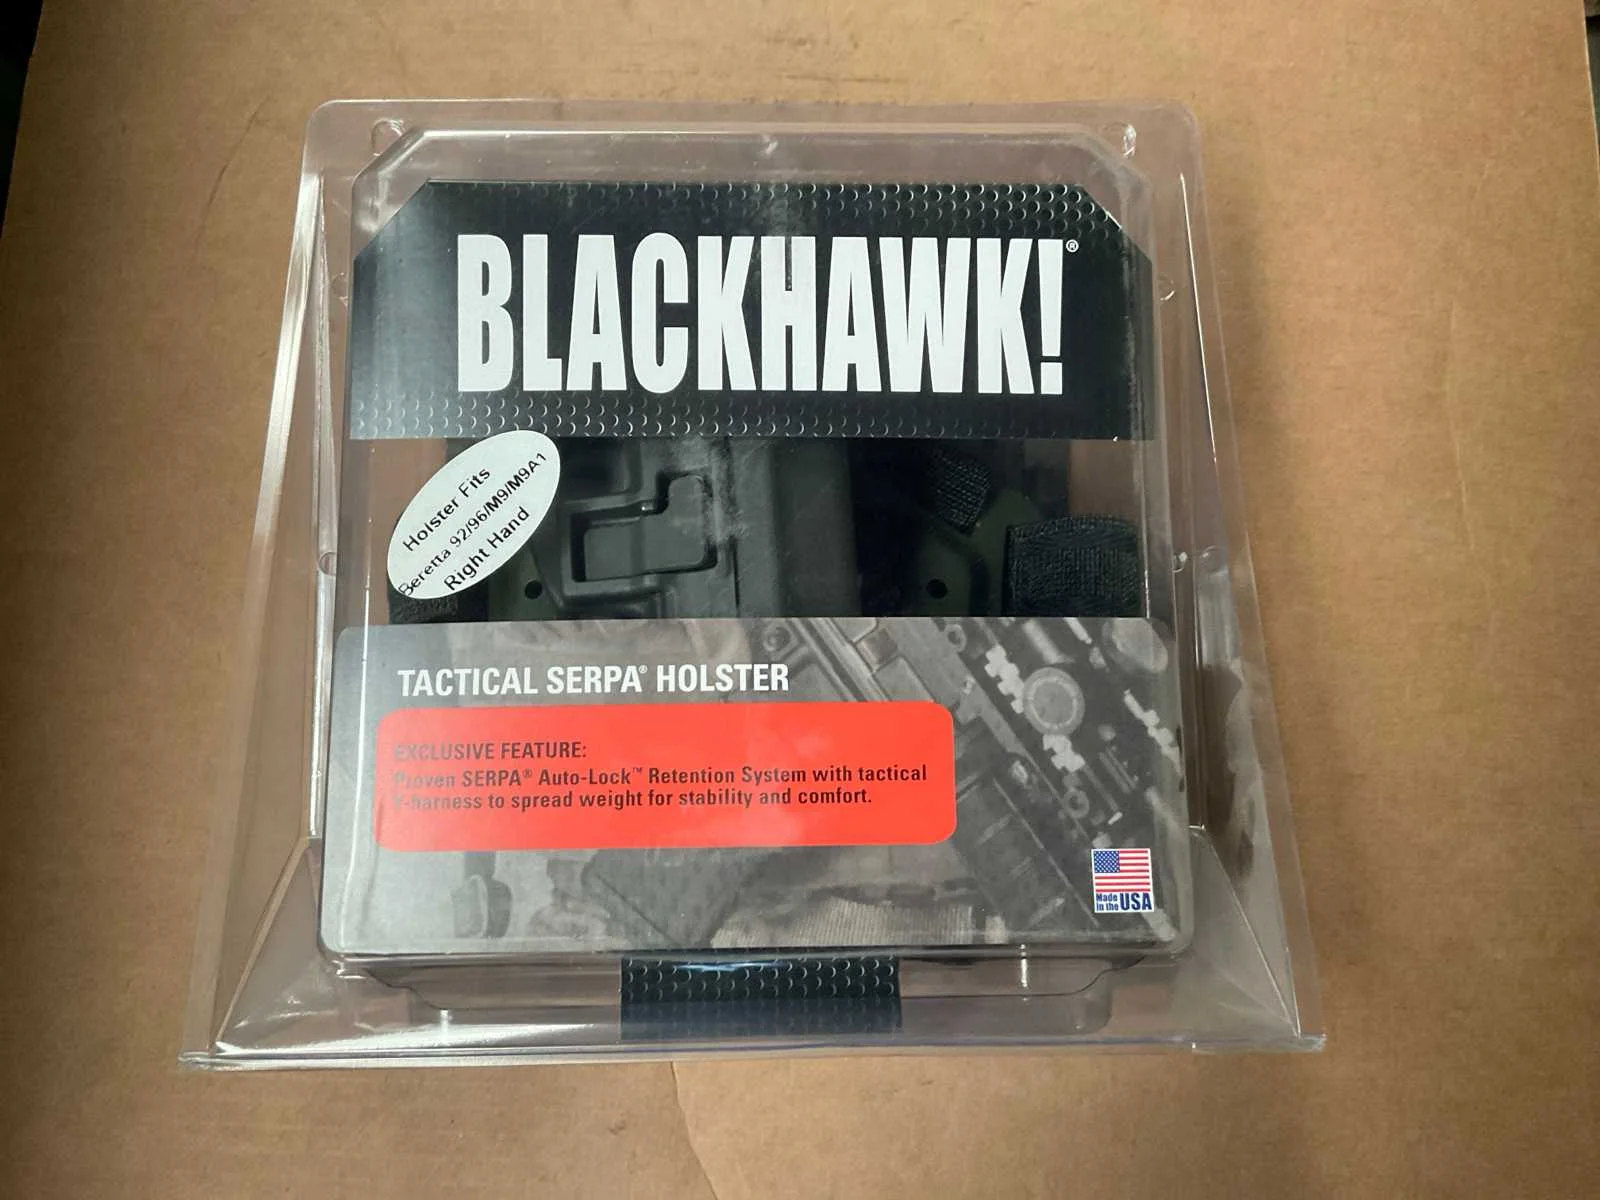 BLACKHAWK!®
Holster Fits
Beretta 92/96/M9/M9A1
Right Hand
TACTICAL SERPA® HOLSTER
EXCLUSIVE FEATURE:
Proven SERPA® Auto-Lock™ Retention System with tactical
Y-harness to spread weight for stability and comfort.
Made
in the USA